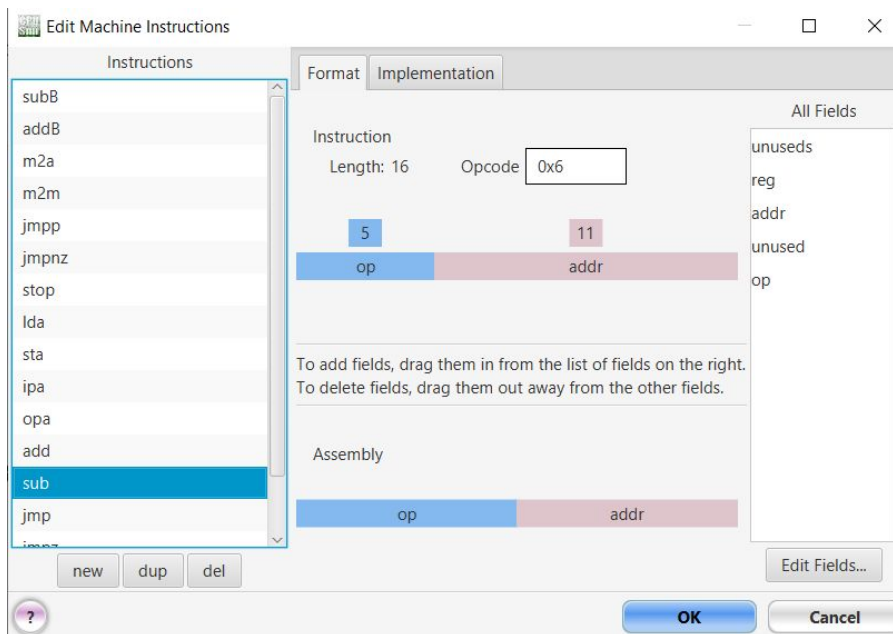 Edit Machine Instructions
Instructions
subB
addB
m2a
m2m
jmpp
jmpnz
stop
lda
sta
ipa
opa
add
sub
jmp
new dup del
Format Implementation
Instruction
Length: 16 Opcode 0x6
5 11
op addr
To add fields, drag them in from the list of fields on the right.
To delete fields, drag them out away from the other fields.
Assembly
op addr
All Fields
unuseds
reg
addr
unused
op
Edit Fields...
?
OK Cancel